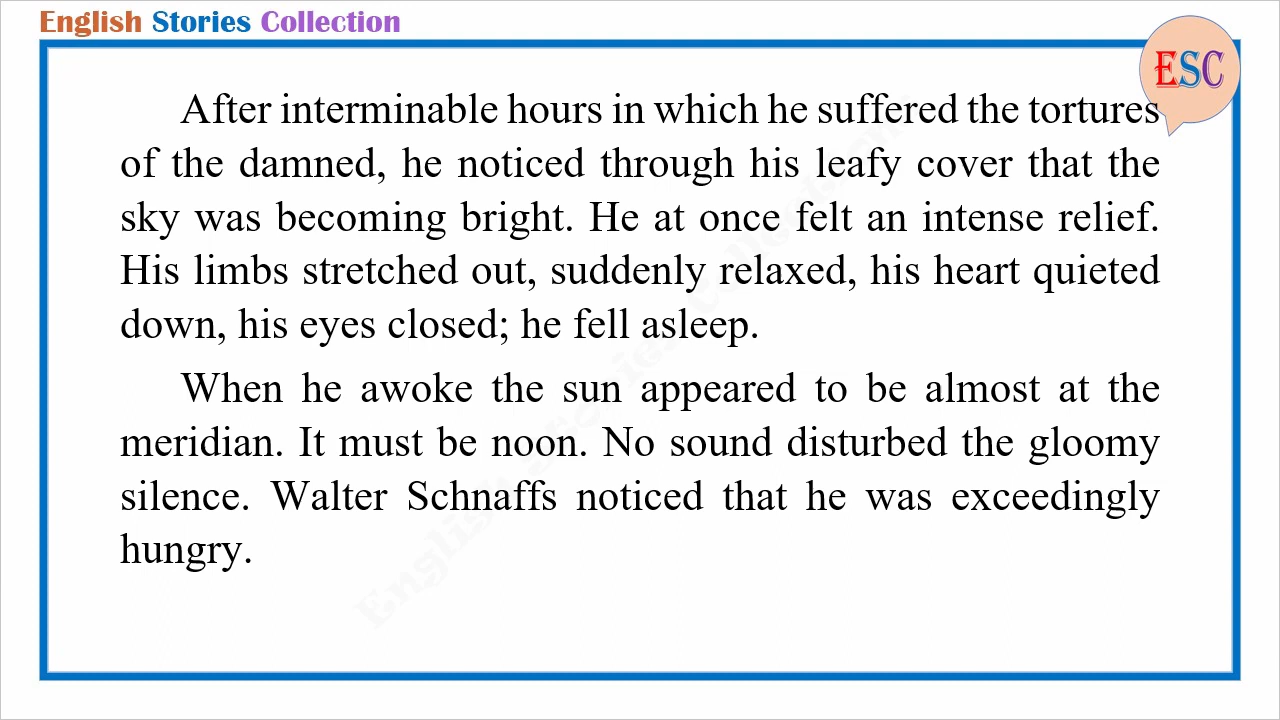 English Stories Collection
ESC
After interminable hours in which he suffered the tortures
of the damned, he noticed through his leafy cover that the
sky was becoming bright. He at once felt an intense relief.
His limbs stretched out, suddenly relaxed, his heart quieted
down, his eyes closed; he fell asleep.
When he awoke the sun appeared to be almost at the
meridian. It must be noon. No sound disturbed the gloomy
silence. Walter Schnaffs noticed that he was exceedingly
hungry.
English Stories Collection